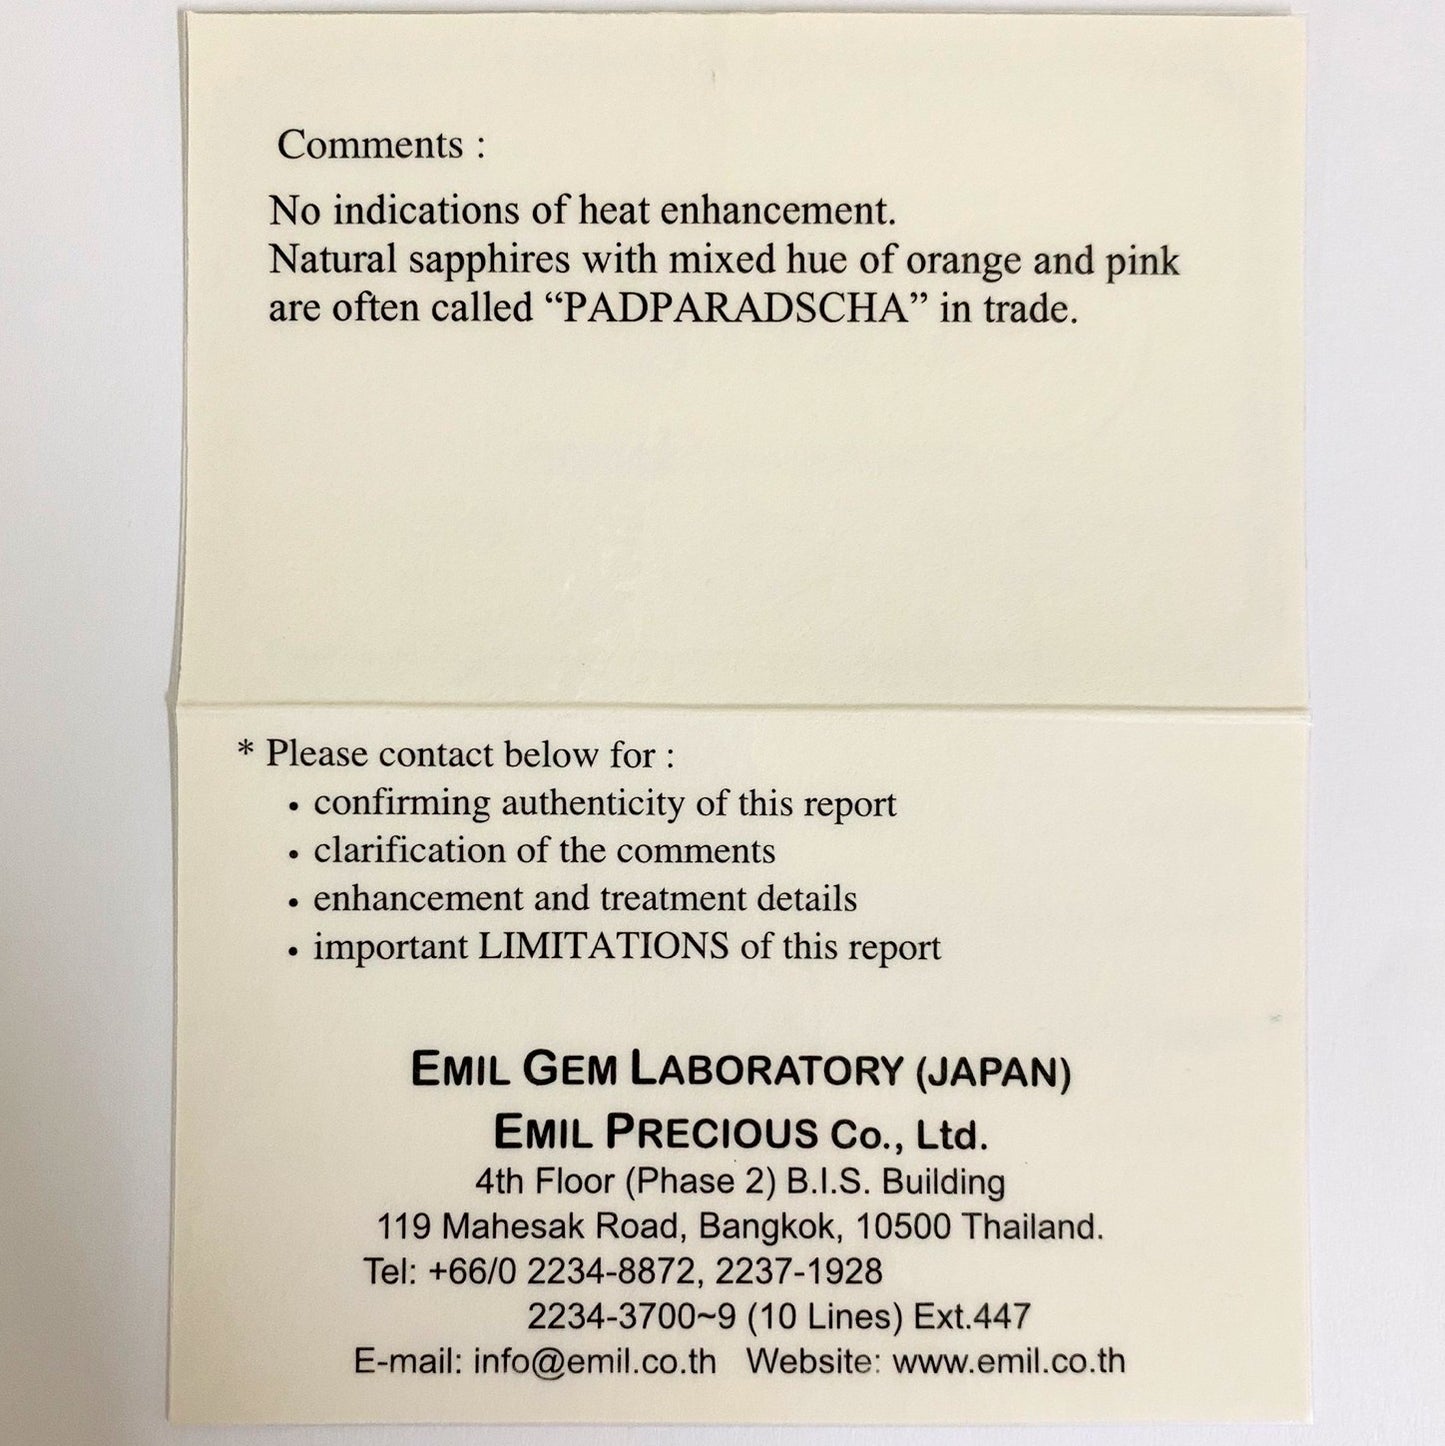 Comments :
No indications of heat enhancement.
Natural sapphires with mixed hue of orange and pink
are often called “PADPARADSCHA” in trade.
* Please contact below for :
• confirming authenticity of this report
• clarification of the comments
• enhancement and treatment details
• important LIMITATIONS of this report
EMIL GEM LABORATORY (JAPAN)
EMIL PRECIOUS Co., Ltd.
4th Floor (Phase 2) B.I.S. Building
119 Mahesak Road, Bangkok, 10500 Thailand.
Tel: +66/0 2234-8872, 2237-1928
2234-3700~9 (10 Lines) Ext.447
E-mail: info@emil.co.th Website: www.emil.co.th